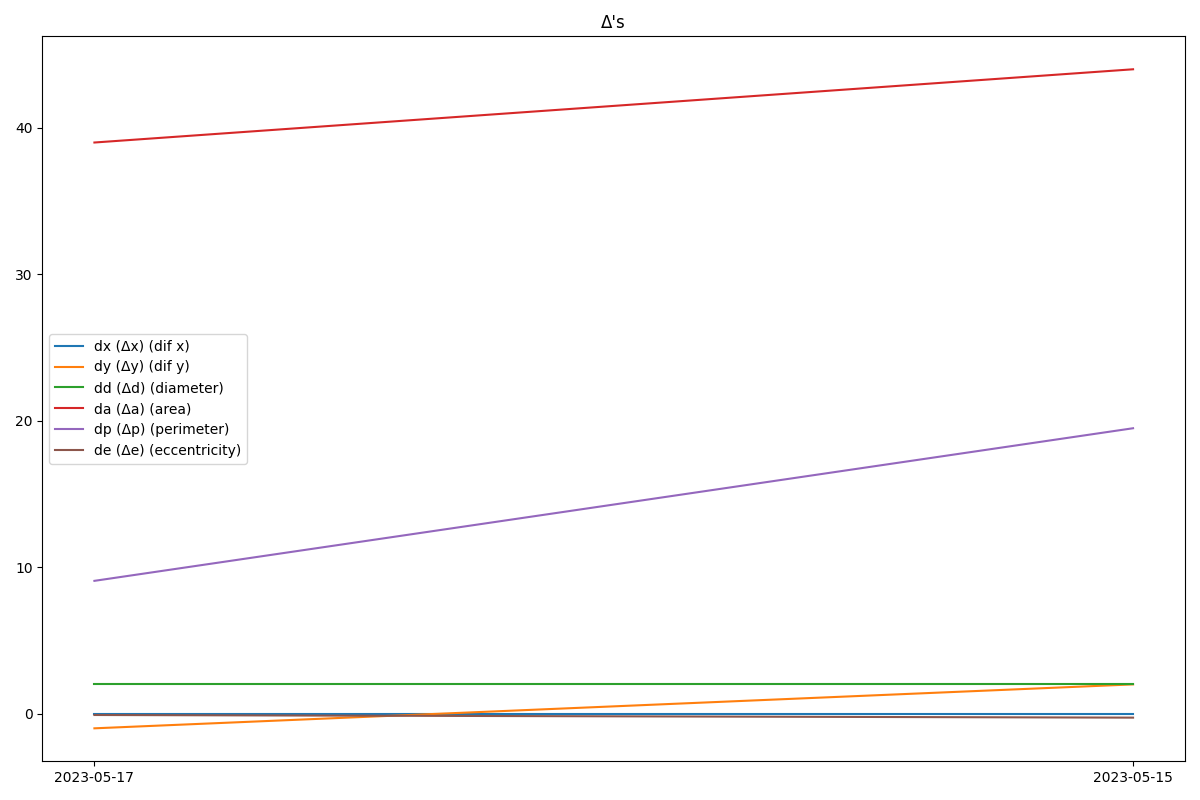 Δ's
40
30
20
10
0
dx (Δx) (dif x)
dy (Δy) (dif y)
dd (Δd) (diameter)
da (Δa) (area)
dp (Δp) (perimeter)
de (Δe) (eccentricity)
2023-05-17
2023-05-15